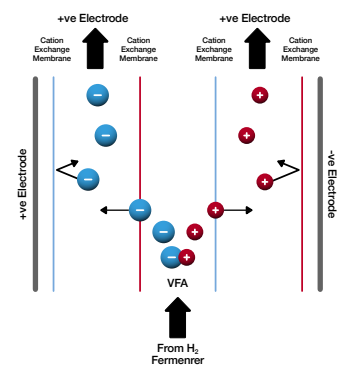 +ve Electrode
+ve Electrode
Cation
Exchange
Membrane
Cation
Exchange
Membrane
Cation
Exchange
Membrane
Cation
Exchange
Membrane
+ve Electrode
-ve Electrode
−
−
−
−
−
−
+
+
+
+
+
+
VFA
From H₂
Fermenrer